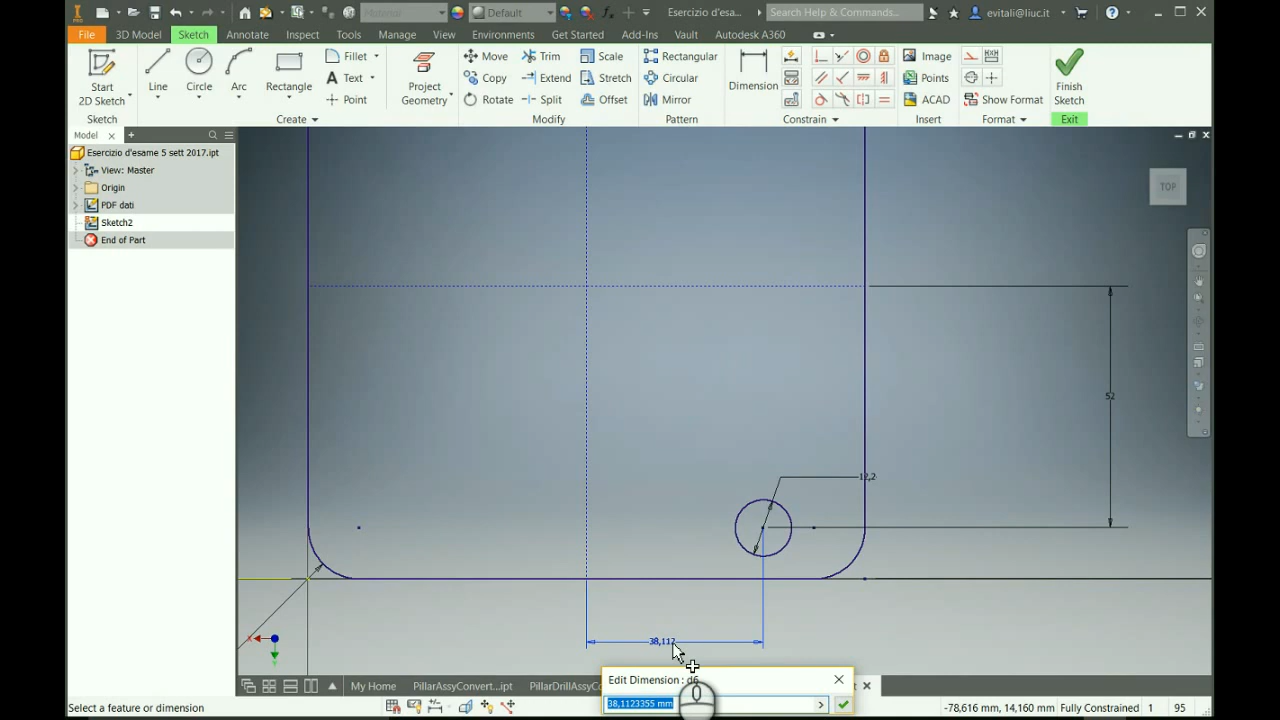 PRO
Material
Default
Esercizio d'esame...
Search Help & Commands...
evitali@liuc.it
File 3D Model Sketch Annotate Inspect Tools Manage View Environments Get Started Add-Ins Vault Autodesk A360
Start
2D Sketch
Line Circle Arc Rectangle
Fillet
Text
Point
Project
Geometry
Move Trim Scale
Copy Extend Stretch
Rotate Split Offset
Rectangular
Circular
Mirror
Dimension
Image
Points
ACAD
Show Format
Finish
Sketch
Sketch Create Modify Pattern Constrain Insert Format Exit
Model
Esercizio d'esame 5 sett 2017.ipt
View: Master
Origin
PDF dati
Sketch2
End of Part
TOP
52
12,2
38,112
X
Y
Edit Dimension : d6
38,1123355 mm
My Home PillarAssyConvert...ipt PillarDrillAssyCo
Select a feature or dimension
-78,616 mm, 14,160 mm Fully Constrained 1 95